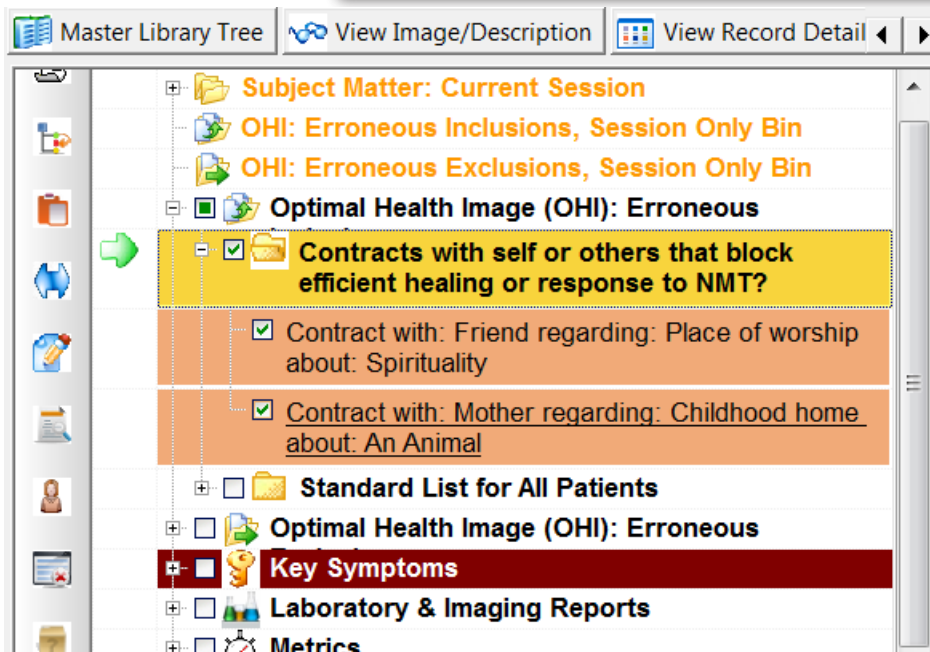 Master Library Tree View Image/Description View Record Detail
Subject Matter: Current Session
OHI: Erroneous Inclusions, Session Only Bin
OHI: Erroneous Exclusions, Session Only Bin
Optimal Health Image (OHI): Erroneous
Contracts with self or others that block
efficient healing or response to NMT?
Contract with: Friend regarding: Place of worship
about: Spirituality
Contract with: Mother regarding: Childhood home
about: An Animal
Standard List for All Patients
Optimal Health Image (OHI): Erroneous
Key Symptoms
Laboratory & Imaging Reports
Metrics